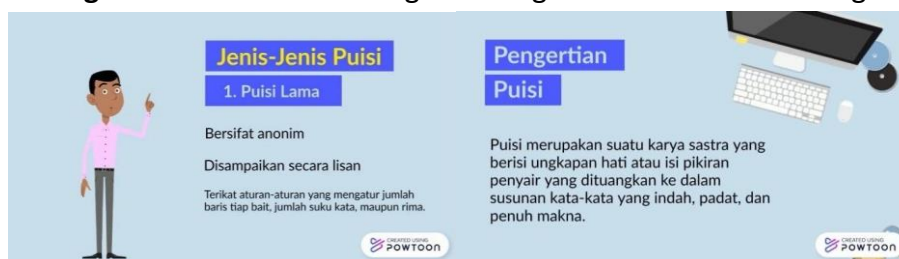 Jenis-Jenis Puisi
1. Puisi Lama
Bersifat anonim
Disampaikan secara lisan
Terikat aturan-aturan yang mengatur jumlah
baris tiap bait, jumlah suku kata, maupun rima.
CREATED USING
POWTOON
Pengertian
Puisi
Puisi merupakan suatu karya sastra yang
berisi ungkapan hati atau isi pikiran
penyair yang dituangkan ke dalam
susunan kata-kata yang indah, padat, dan
penuh makna.
CREATED USING
POWTOON